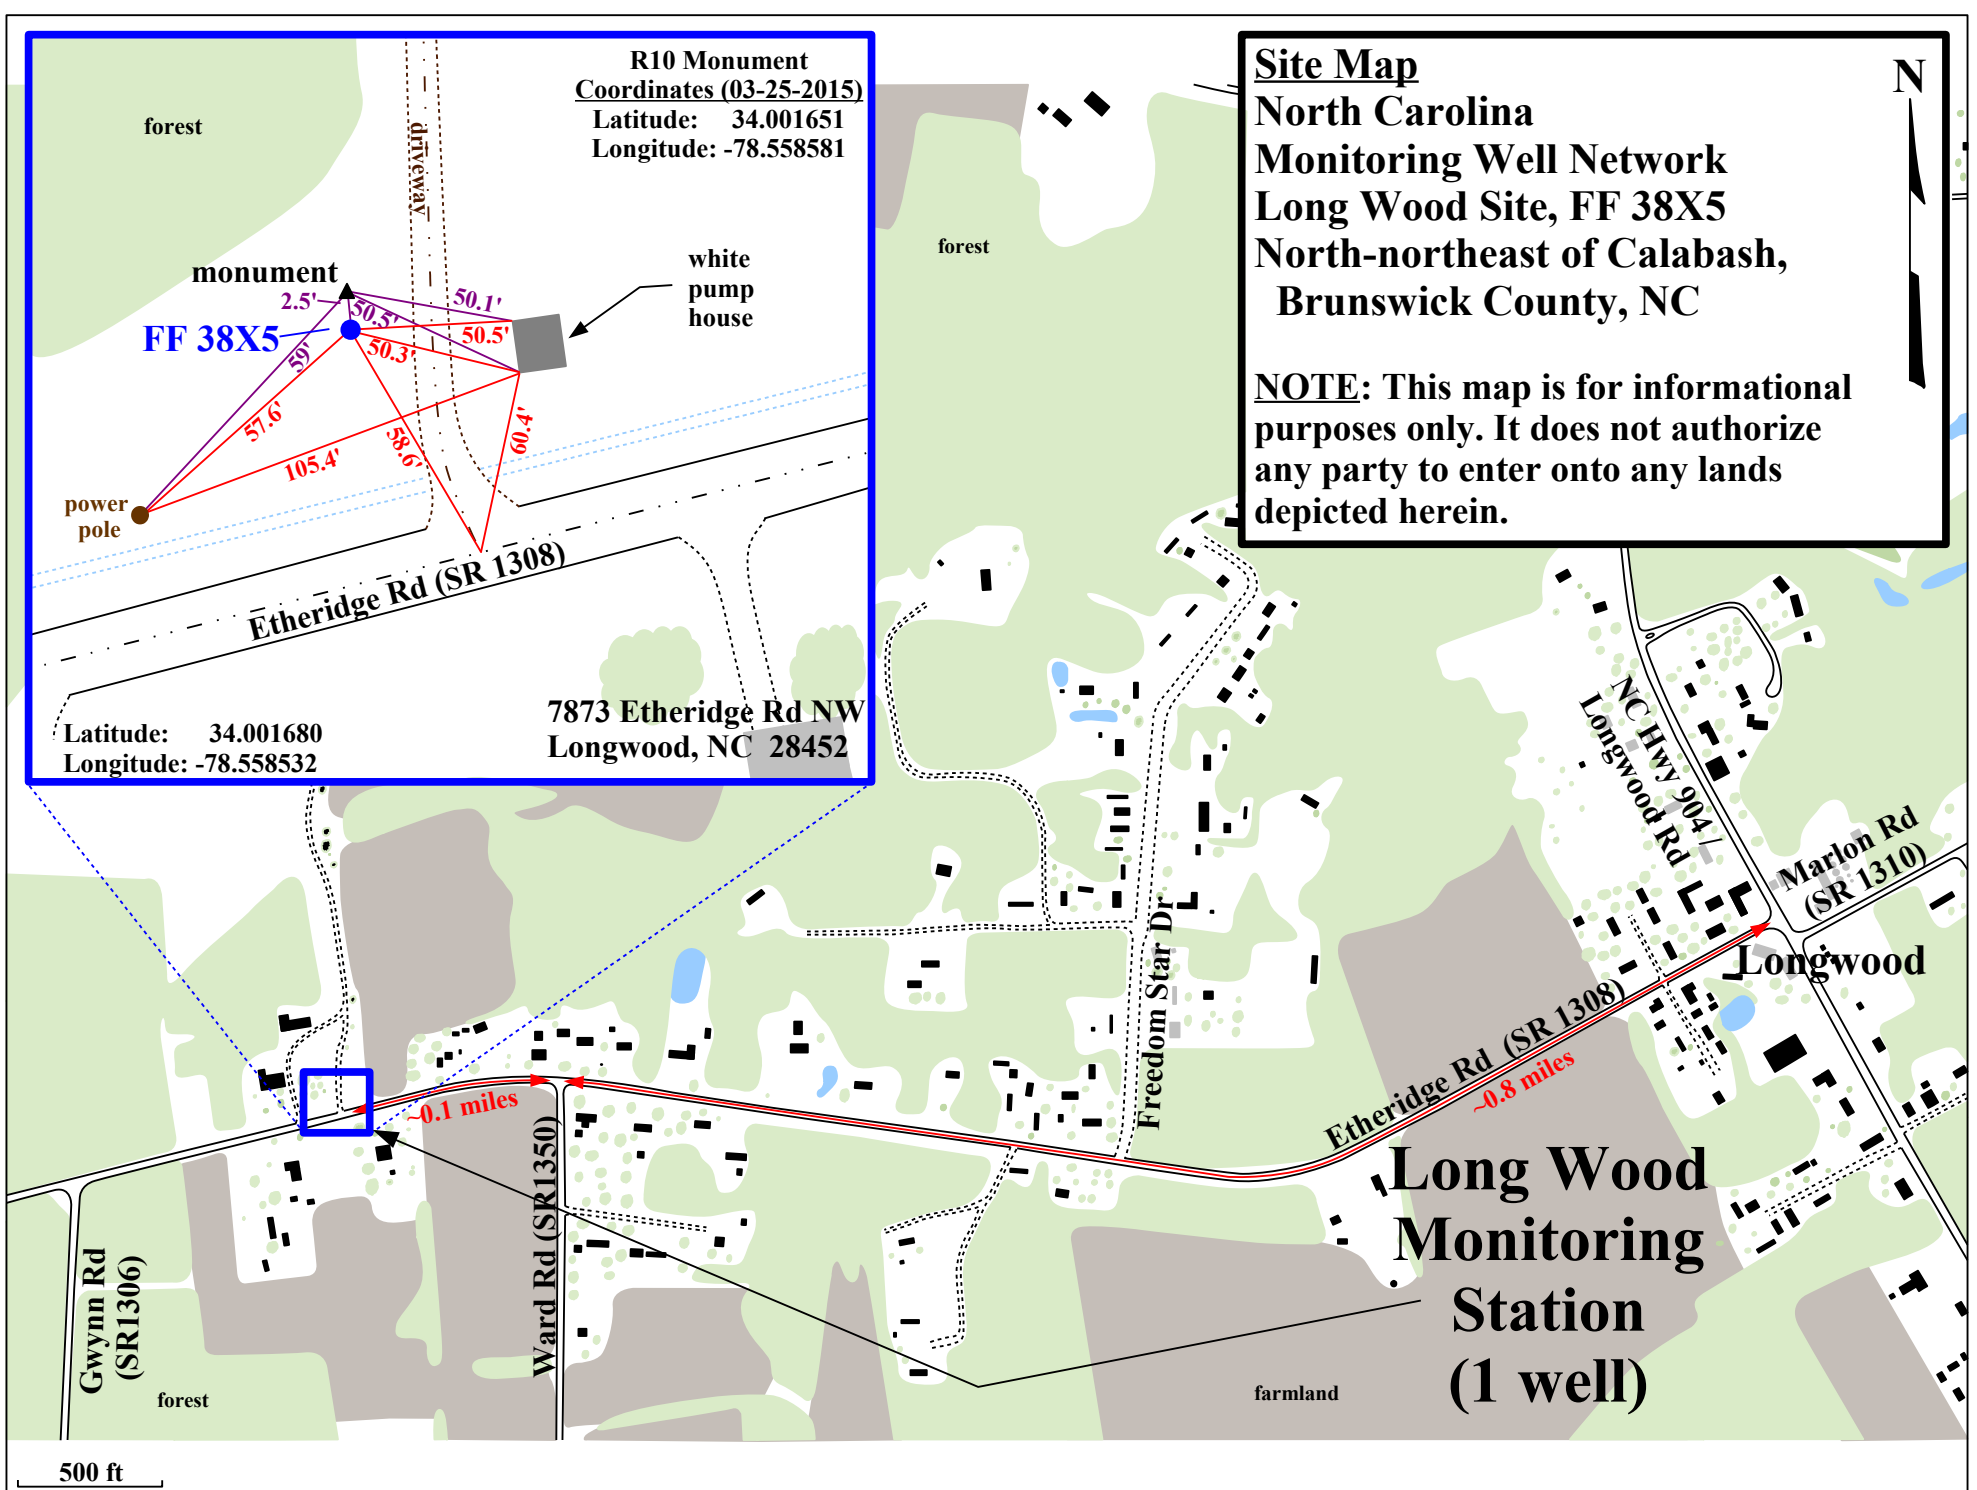 R10 Monument
Coordinates (03-25-2015)
Latitude: 34.001651
Longitude: -78.558581
forest
driveway
monument
2.5'
50.5'
50.1'
white
pump
house
FF 38X5
50.5'
50.3'
59'
57.6'
105.4'
58.6'
60.4'
power
pole
Etheridge Rd (SR 1308)
Latitude: 34.001680
Longitude: -78.558532
7873 Etheridge Rd NW
Longwood, NC 28452
Site Map
North Carolina
Monitoring Well Network
Long Wood Site, FF 38X5
North-northeast of Calabash,
Brunswick County, NC
NOTE: This map is for informational
purposes only. It does not authorize
any party to enter onto any lands
depicted herein.
N
forest
NC Hwy 904 /
Longwood Rd
Marlon Rd
(SR 1310)
Longwood
Freedom Star Dr
Etheridge Rd (SR 1308)
~0.8 miles
~0.1 miles
Ward Rd (SR1350)
Gwynn Rd
(SR1306)
forest
farmland
Long Wood
Monitoring
Station
(1 well)
500 ft